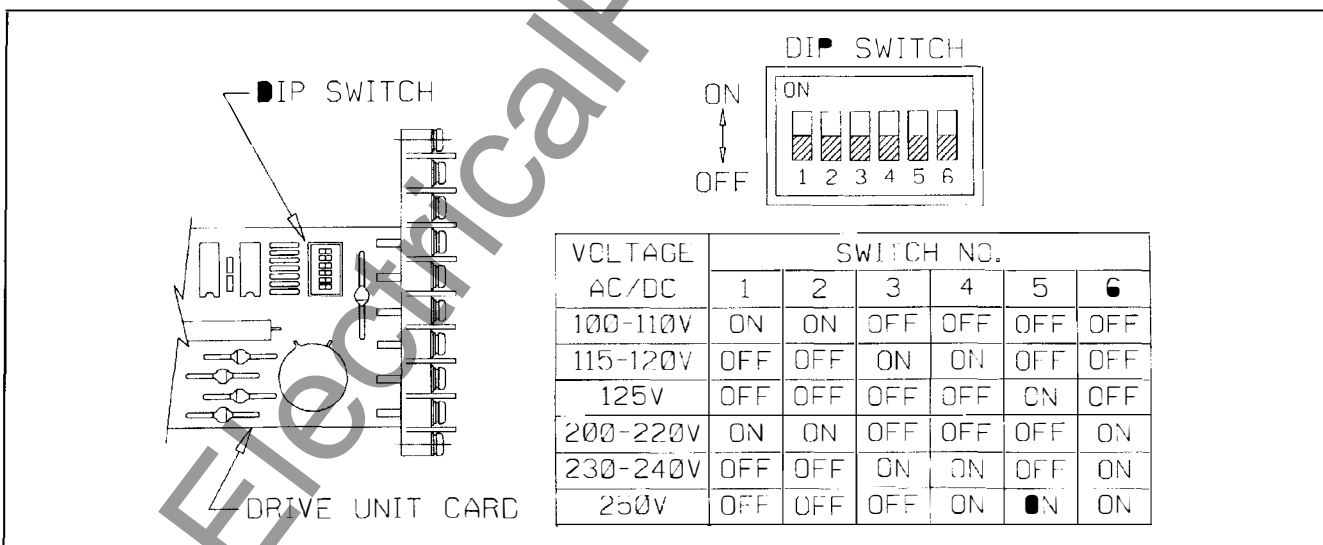 DIP SWITCH
DIP SWITCH
ON
OFF
ON
1 2 3 4 5 6
DRIVE UNIT CARD
VOLTAGE AC/DC SWITCH NO.
1 2 3 4 5 6
100-110V ON ON OFF OFF OFF OFF
115-120V OFF OFF ON ON OFF OFF
125V OFF OFF OFF OFF ON OFF
200-220V ON ON OFF OFF OFF ON
230-240V OFF OFF ON ON OFF ON
250V OFF OFF OFF ON ON ON
Electrical